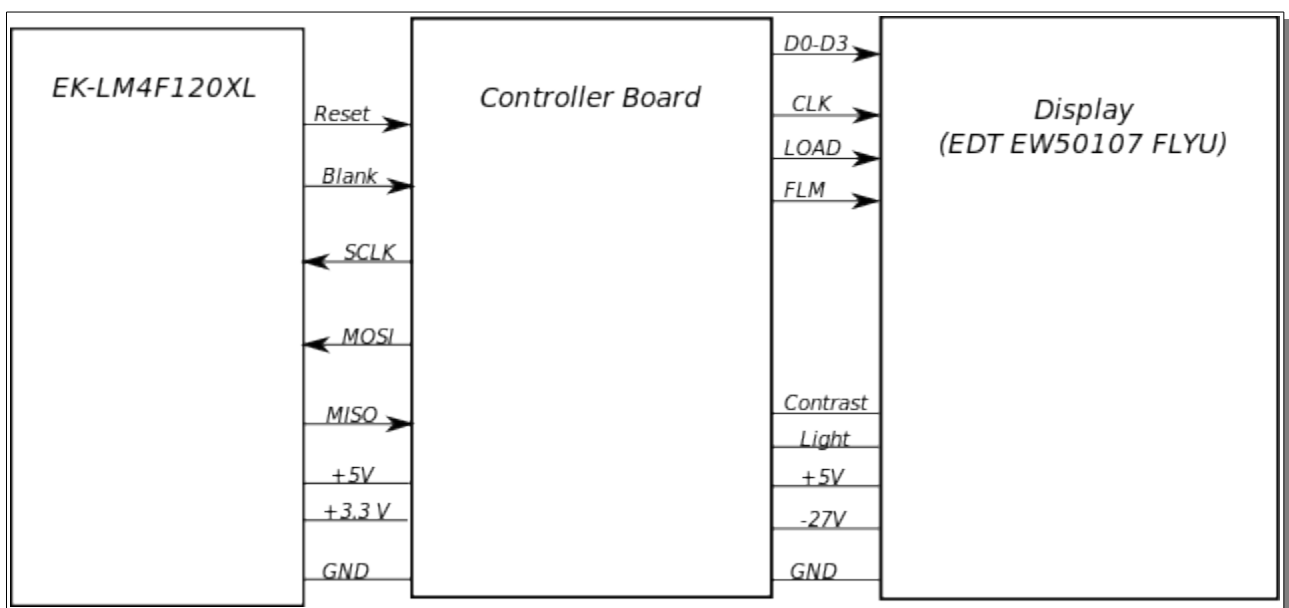 EK-LM4F120XL
Reset
Blank
SCLK
MOSI
MISO
+5V
+3.3 V
GND
Controller Board
D0-D3
CLK
LOAD
FLM
Contrast
Light
+5V
-27V
GND
Display
(EDT EW50107 FLYU)